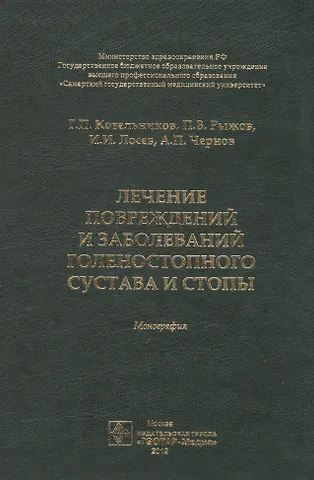 Министерство здравоохранения РФ
Государственное бюджетное образовательное учреждение
высшего профессионального образования
«Самарский государственный медицинский университет»
Г.П. Котельников, П.В. Рыжов,
И.И. Лосев, А.П. Чернов
ЛЕЧЕНИЕ
ПОВРЕЖДЕНИЙ
И ЗАБОЛЕВАНИЙ
ГОЛЕНОСТОПНОГО
СУСТАВА И СТОПЫ
Монография
Москва
ИЗДАТЕЛЬСКАЯ ГРУППА
«ГЭОТАР-Медиа»
2012